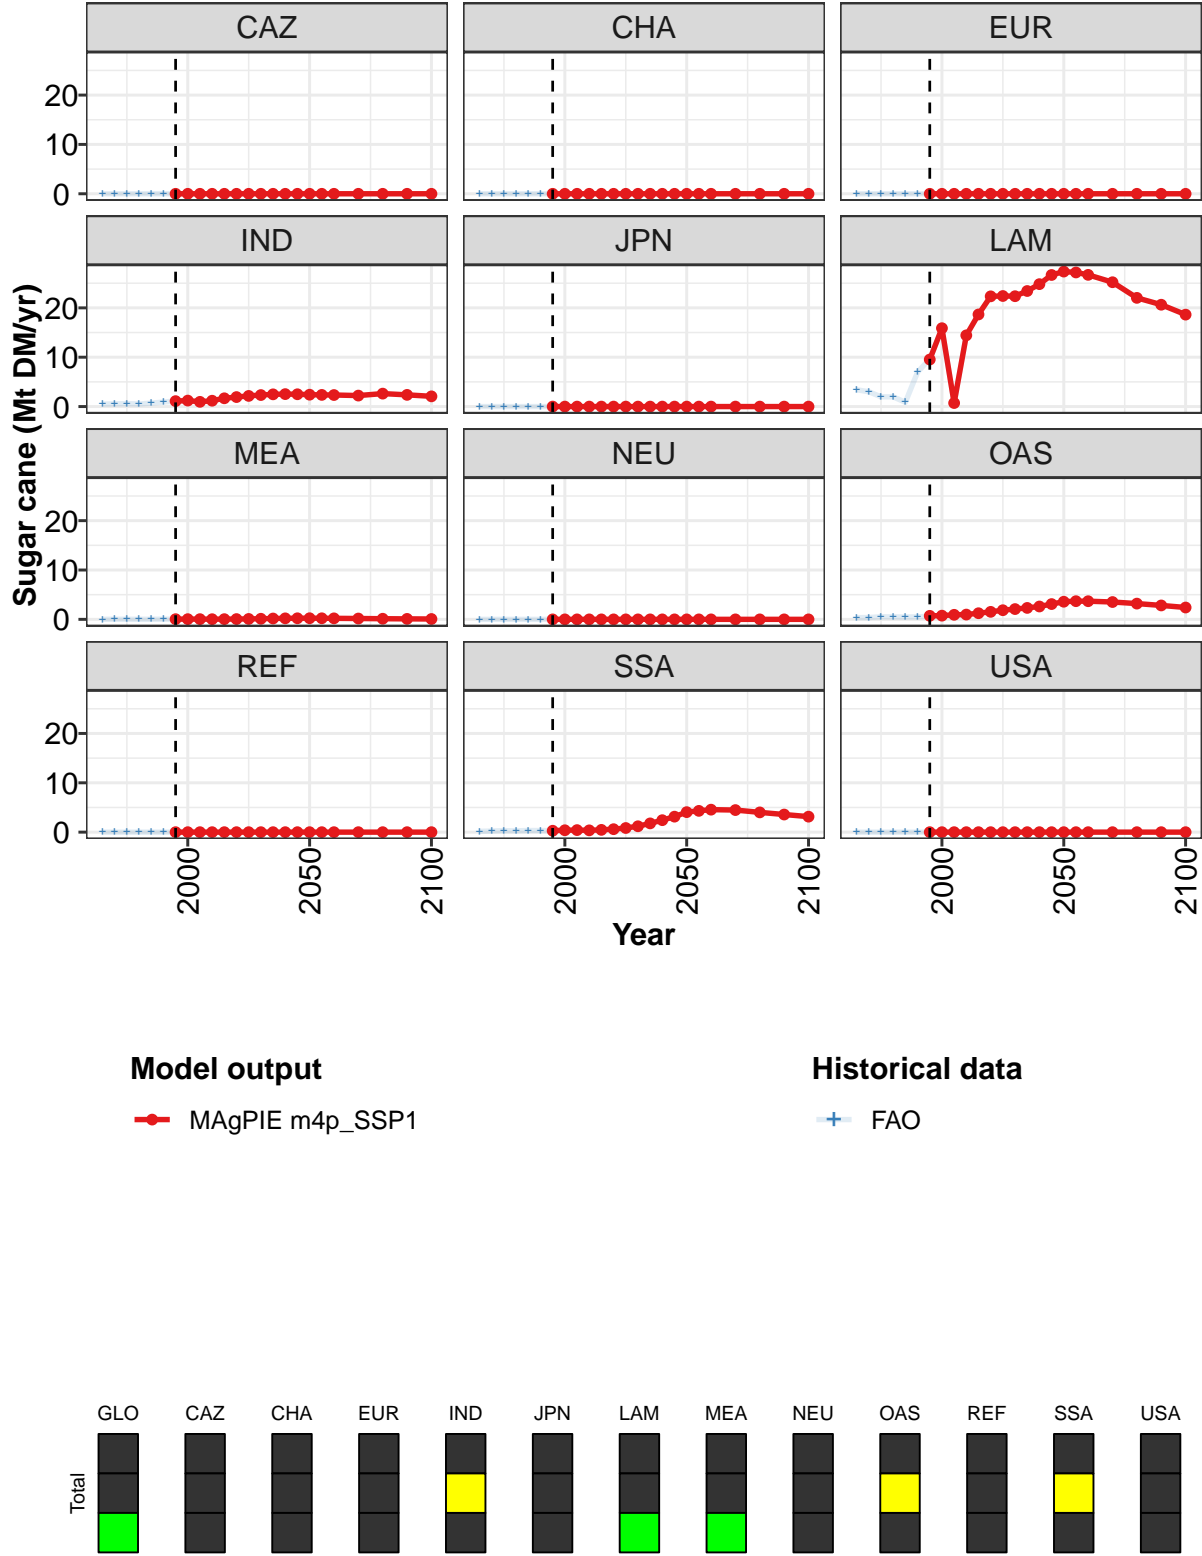 CAZ CHA EUR
20
10
0
IND JPN LAM
20
10
0
MEA NEU OAS
20
10
0
REF SSA USA
20
10
0
Sugar cane (Mt DM/yr)
2000 2050 2100 2000 2050 2100 2000 2050 2100
Year
Model output
MAgPIE m4p_SSP1
Historical data
FAO
GLO CAZ CHA EUR IND JPN LAM MEA NEU OAS REF SSA USA
Total